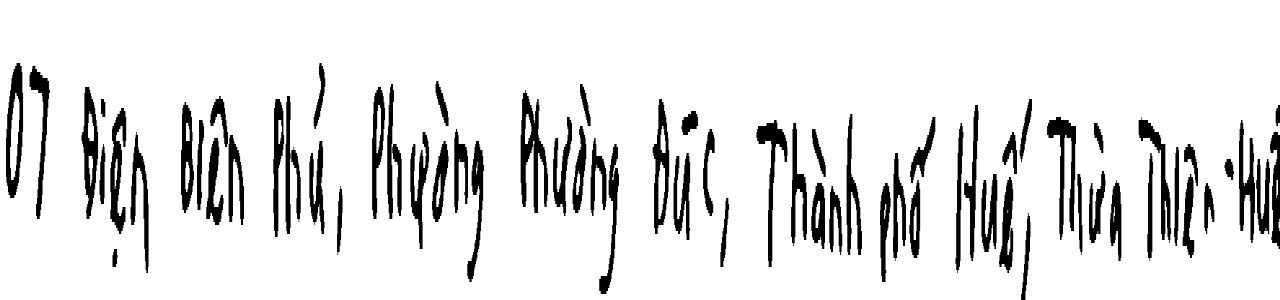 07 Điện Biên Phủ, Phường Phường Đúc, Thành phố Huế, Thừa Thiên - Huế